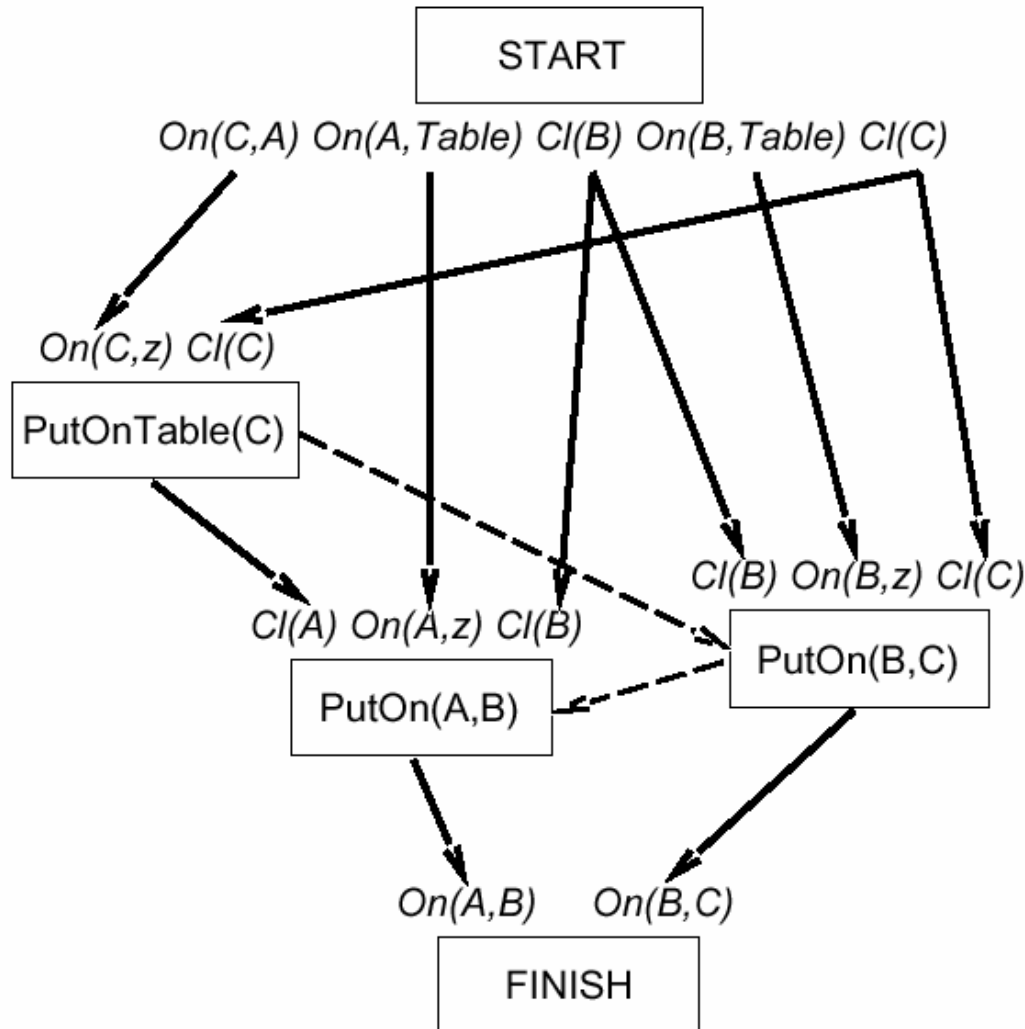 START
On(C,A) On(A,Table) Cl(B) On(B,Table) Cl(C)
On(C,z) Cl(C)
PutOnTable(C)
Cl(B) On(B,z) Cl(C)
Cl(A) On(A,z) Cl(B)
PutOn(B,C)
PutOn(A,B)
On(A,B) On(B,C)
FINISH